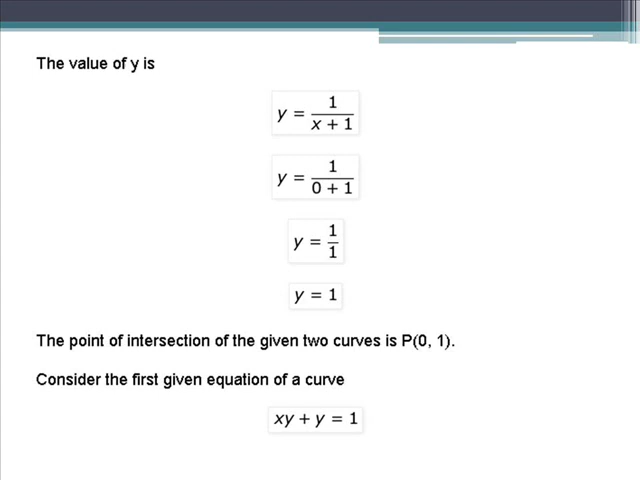 The value of y is
y = 1/(x + 1)
y = 1/(0 + 1)
y = 1/1
y = 1
The point of intersection of the given two curves is P(0, 1).
Consider the first given equation of a curve
xy + y = 1